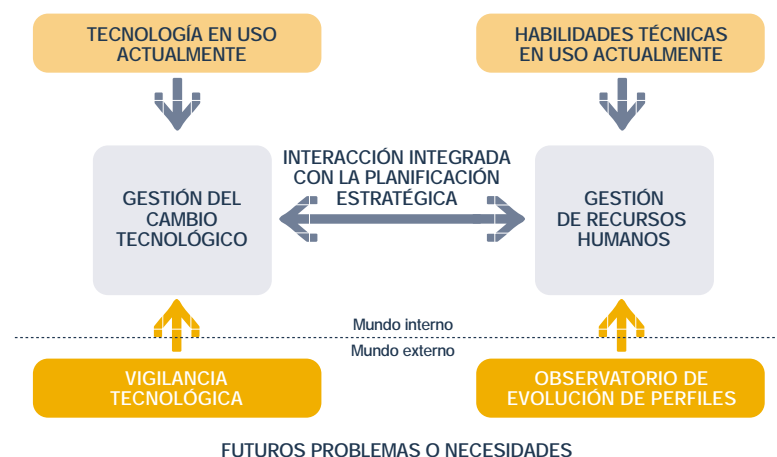 TECNOLOGÍA EN USO
ACTUALMENTE
HABILIDADES TÉCNICAS
EN USO ACTUALMENTE
GESTIÓN DEL
CAMBIO
TECNOLÓGICO
INTERACCIÓN INTEGRADA
CON LA PLANIFICACIÓN
ESTRATÉGICA
GESTIÓN
DE RECURSOS
HUMANOS
Mundo interno
Mundo externo
VIGILANCIA
TECNOLÓGICA
OBSERVATORIO DE
EVOLUCIÓN DE PERFILES
FUTUROS PROBLEMAS O NECESIDADES